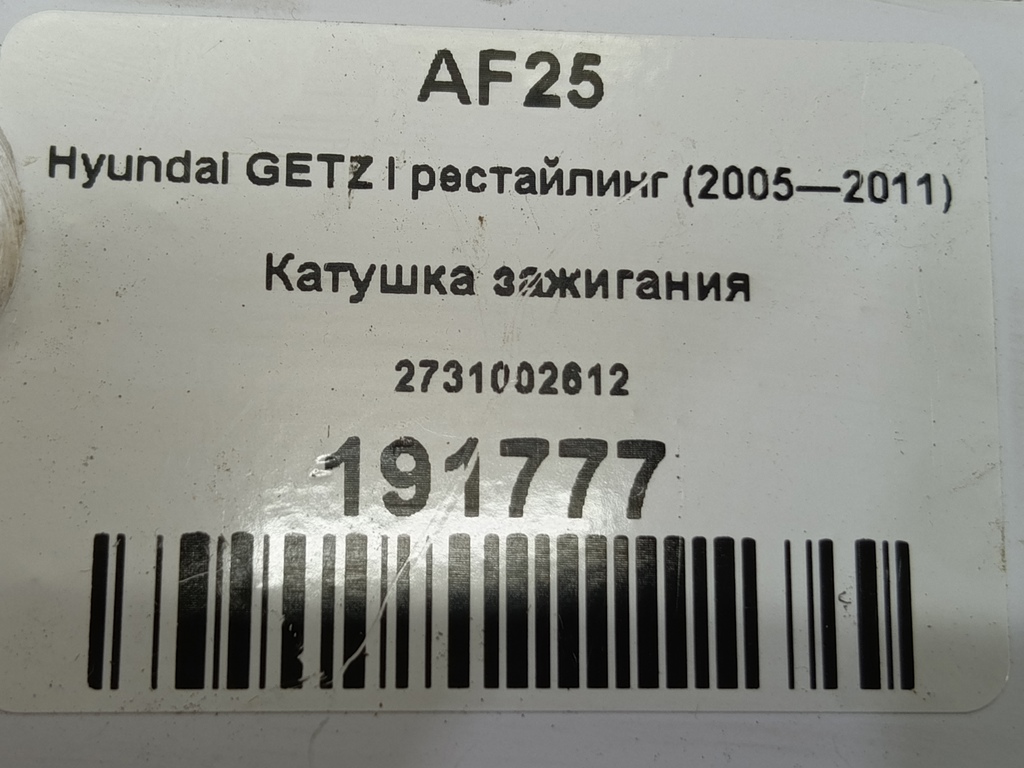 AF25
Hyundai GETZ I рестайлинг (2005—2011)
Катушка зажигания
2731002612
191777